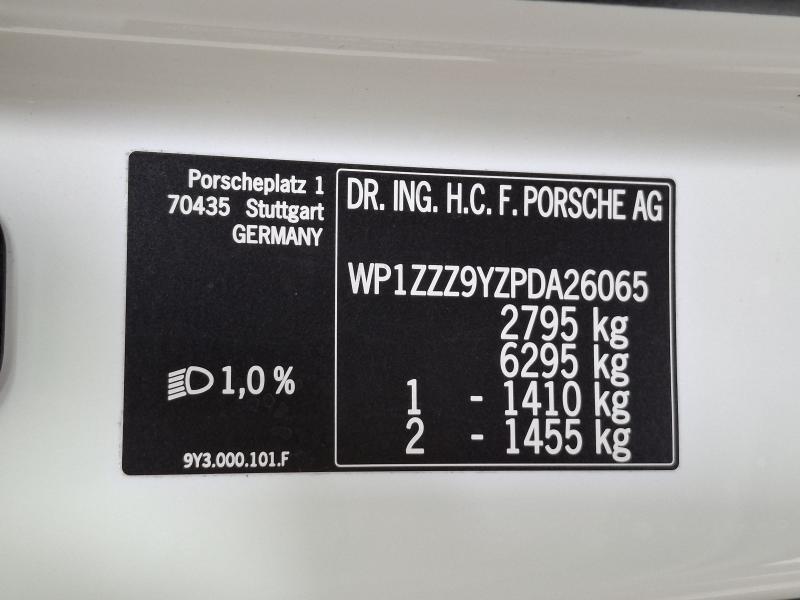 Porscheplatz 1
70435 Stuttgart
GERMANY
1,0 %
9Y3.000.101.F
DR. ING. H.C. F. PORSCHE AG
WP1ZZZ9YZPDA26065
2795 kg
6295 kg
1 - 1410 kg
2 - 1455 kg